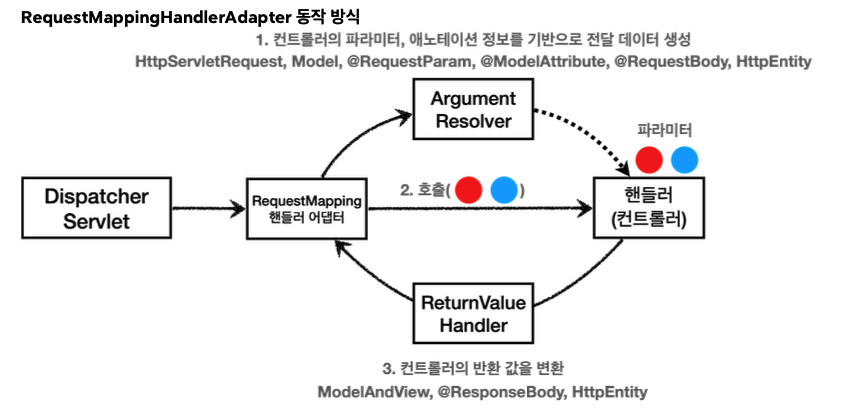 RequestMappingHandlerAdapter 동작 방식
1. 컨트롤러의 파라미터, 애노테이션 정보를 기반으로 전달 데이터 생성
HttpServletRequest, Model, @RequestParam, @ModelAttribute, @RequestBody, HttpEntity
Argument
Resolver
파라미터
Dispatcher
Servlet
RequestMapping
핸들러 어댑터
2. 호출( )
핸들러
(컨트롤러)
ReturnValue
Handler
3. 컨트롤러의 반환 값을 변환
ModelAndView, @ResponseBody, HttpEntity